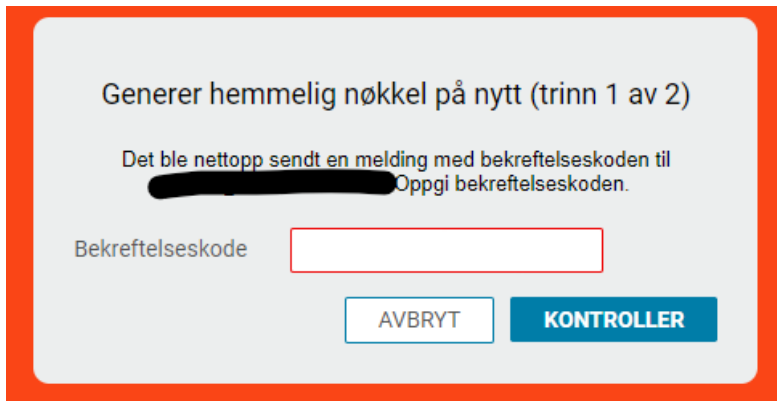 Generer hemmelig nøkkel på nytt (trinn 1 av 2)
Det ble nettopp sendt en melding med bekreftelseskoden til
Oppgi bekreftelseskoden.
Bekreftelseskode
AVBRYT KONTROLLER